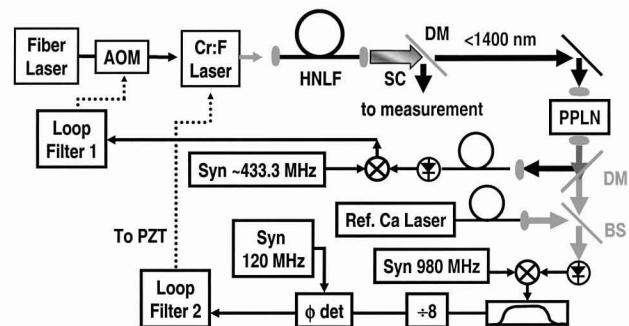 Fiber
Laser
AOM
Cr:F
Laser
HNLF
SC
DM
<1400 nm
to measurement
PPLN
Loop
Filter 1
Syn ~433.3 MHz
DM
Ref. Ca Laser
BS
To PZT
Syn
120 MHz
Syn 980 MHz
Loop
Filter 2
ϕ det
÷8